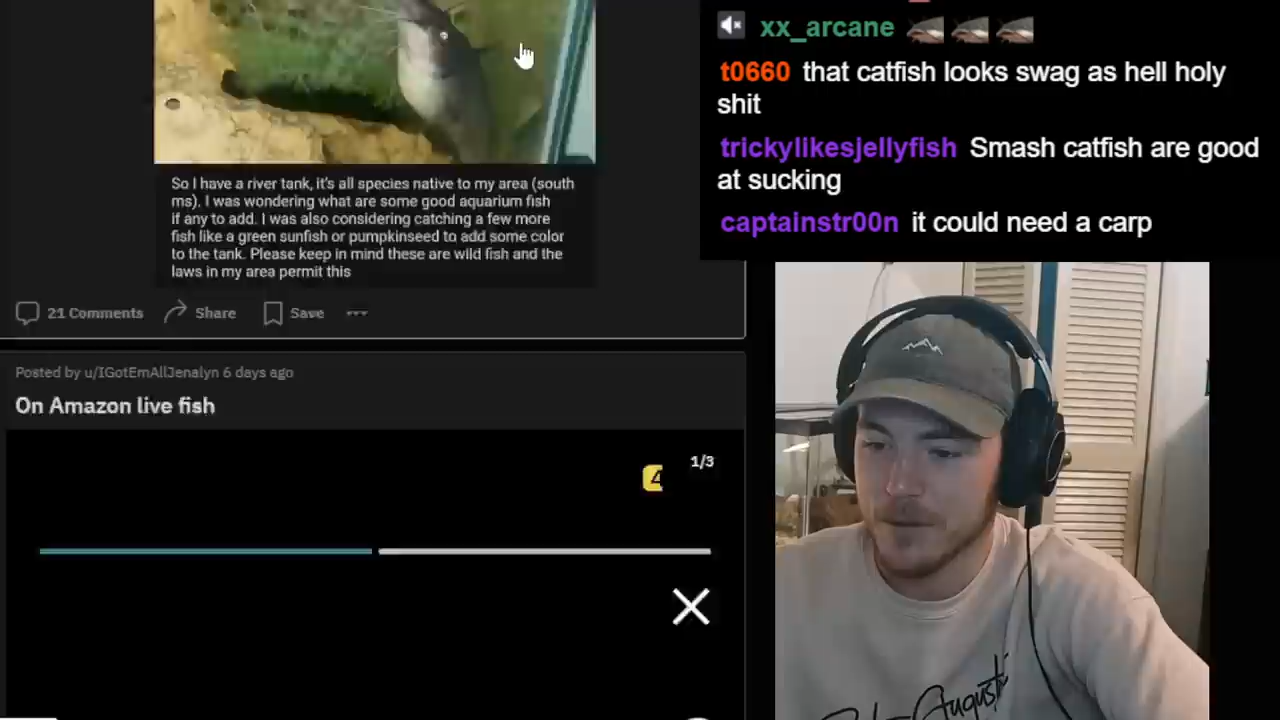 xx_arcane
t0660 that catfish looks swag as hell holy
shit
trickylikesjellyfish Smash catfish are good
at sucking
captainstr00n it could need a carp
So I have a river tank, it's all species native to my area (south
ms). I was wondering what are some good aquarium fish
if any to add. I was also considering catching a few more
fish like a green sunfish or pumpkinseed to add some color
to the tank. Please keep in mind these are wild fish and the
laws in my area permit this
21 Comments Share Save
Posted by u/IGotEmAllJenalyn 6 days ago
On Amazon live fish
1/3
4